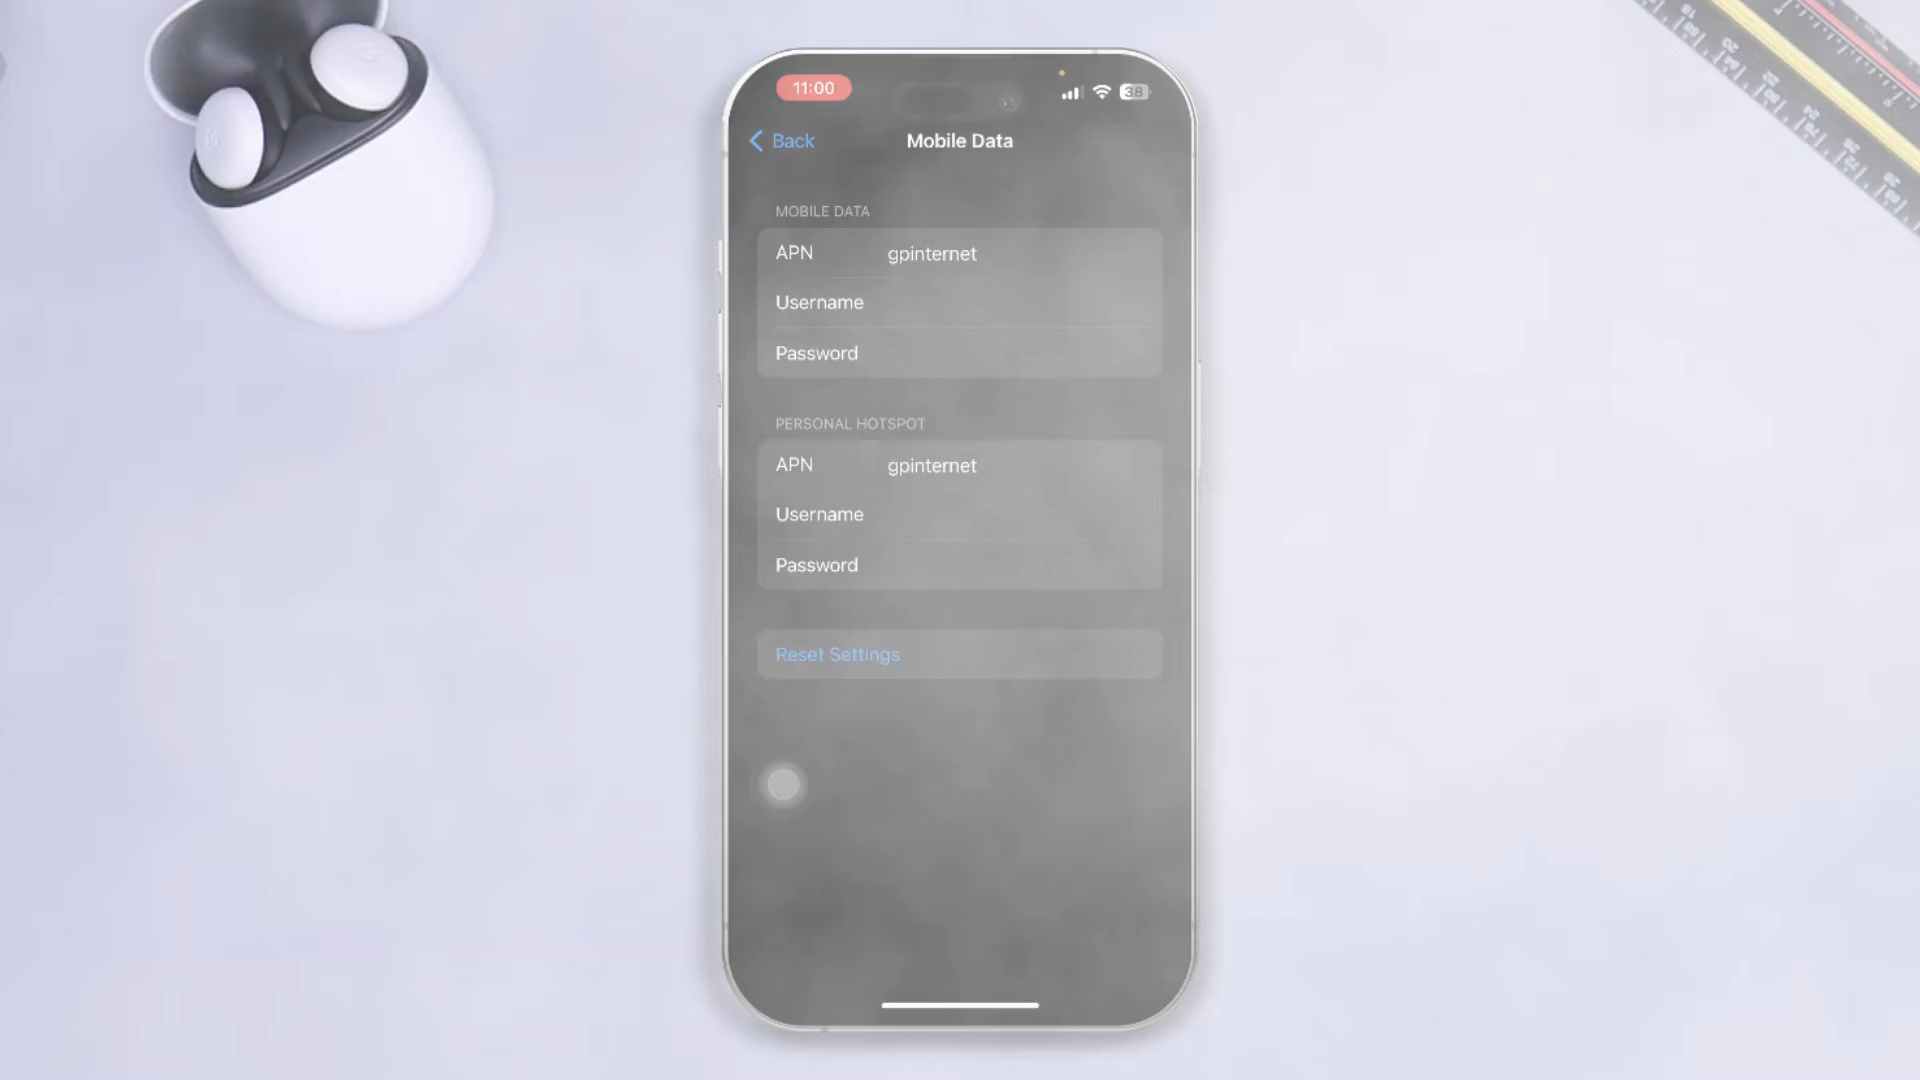 11:00
38
Back
Mobile Data
MOBILE DATA
APN gpinternet
Username
Password
PERSONAL HOTSPOT
APN gpinternet
Username
Password
Reset Settings